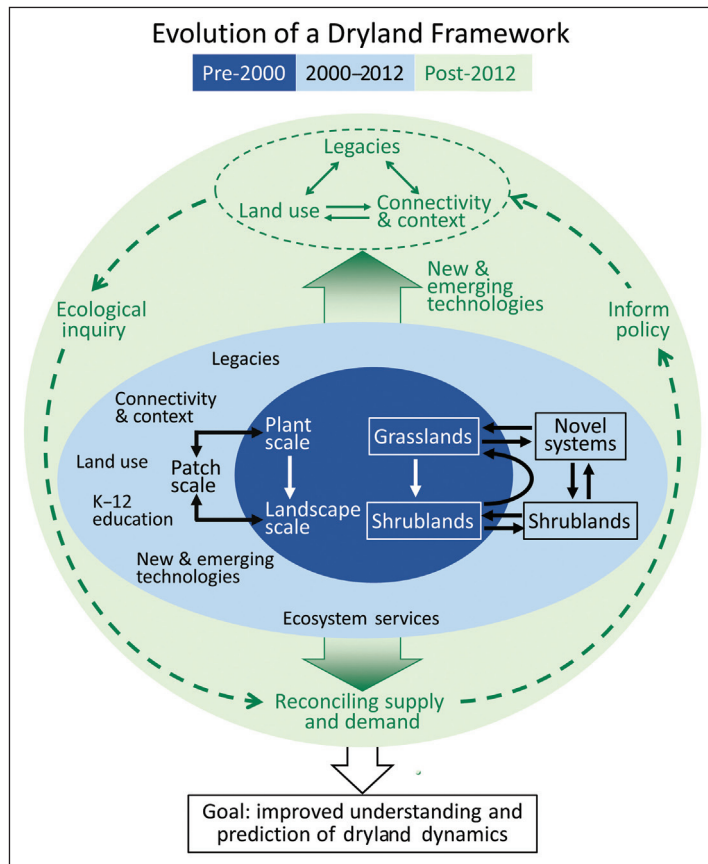 Evolution of a Dryland Framework
Pre-2000 2000–2012 Post-2012
Legacies
Land use
Connectivity
& context
New &
emerging
technologies
Ecological
inquiry
Inform
policy
Legacies
Connectivity
& context
Land use
Patch
scale
K–12
education
New & emerging
technologies
Plant
scale
Landscape
scale
Grasslands
Shrublands
Novel
systems
Shrublands
Ecosystem services
Reconciling supply
and demand
Goal: improved understanding and
prediction of dryland dynamics